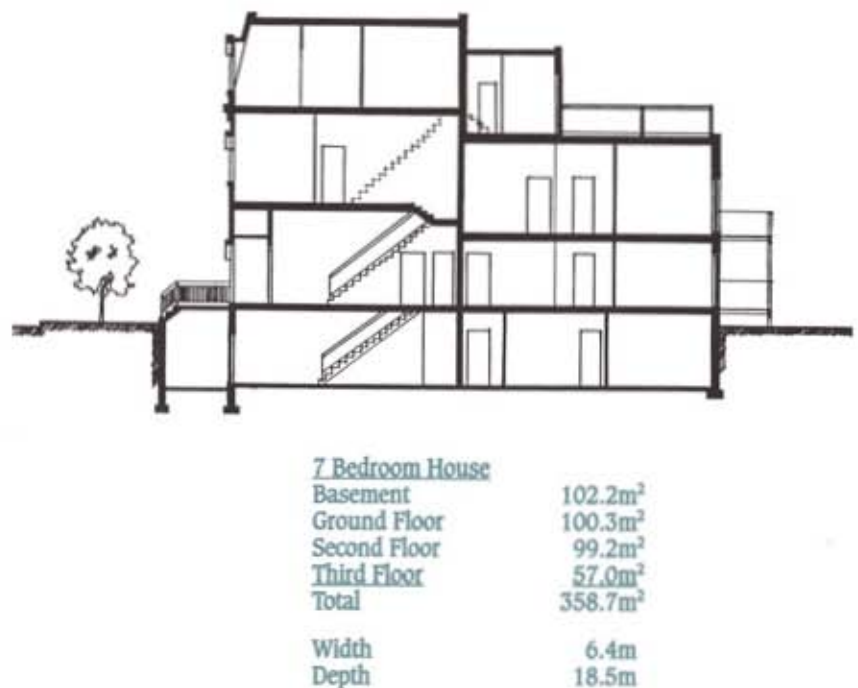 7 Bedroom House
Basement 102.2m²
Ground Floor 100.3m²
Second Floor 99.2m²
Third Floor 57.0m²
Total 358.7m²
Width 6.4m
Depth 18.5m